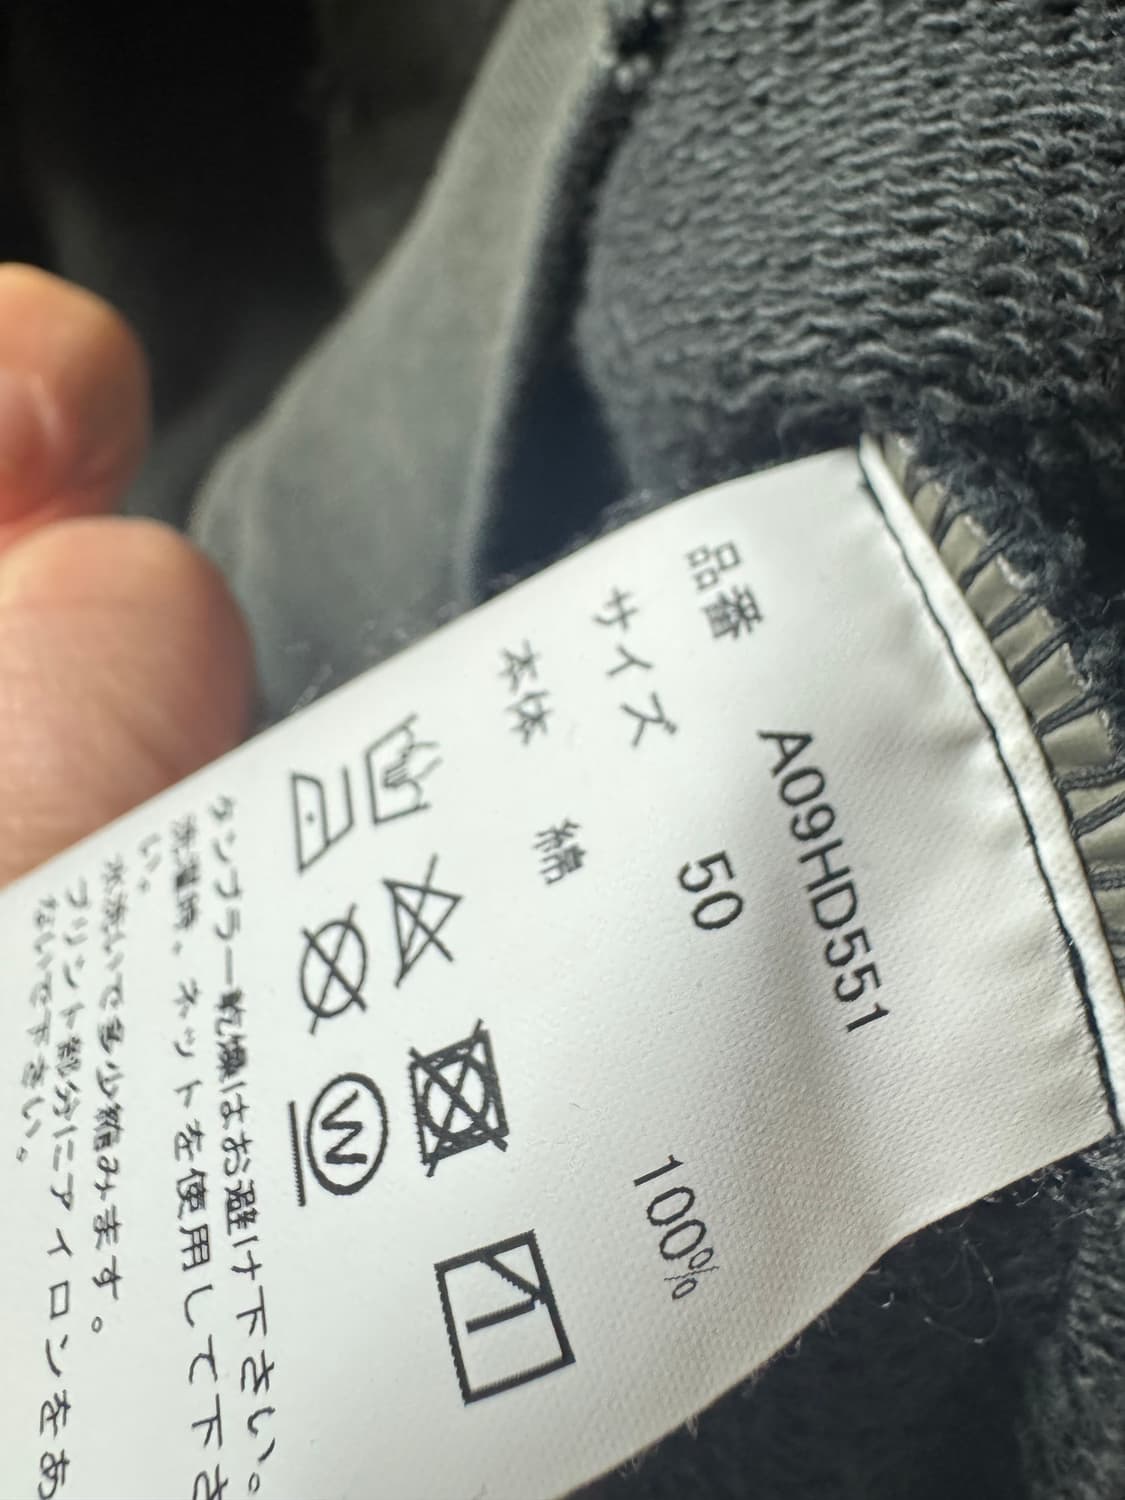 品番 A09HD551
サイズ 50
本体 綿 100%
W
タンブラー乾燥はお避け下さい。
洗濯時、ネットを使用して下さ
い。
水洗いで多少縮みます。
プリント部分にアイロンをあ
ないで下さい。